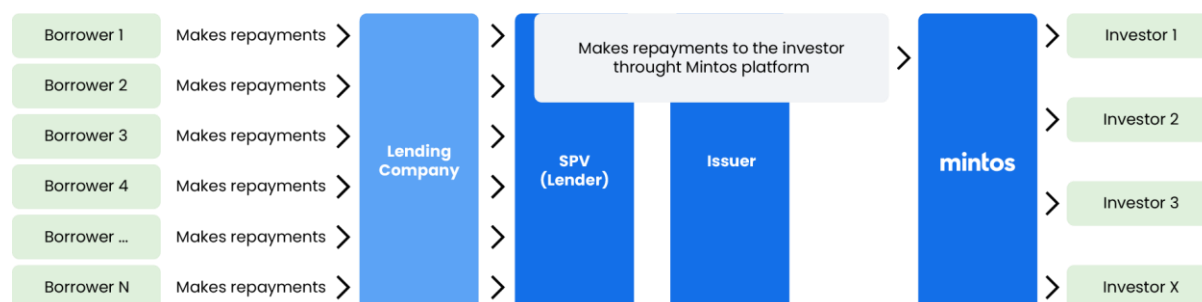 Borrower 1
Makes repayments
Borrower 2
Makes repayments
Borrower 3
Makes repayments
Borrower 4
Makes repayments
Borrower ...
Makes repayments
Borrower N
Makes repayments
Lending
Company
SPV
(Lender)
Makes repayments to the investor
throught Mintos platform
Issuer
mintos
Investor 1
Investor 2
Investor 3
Investor X